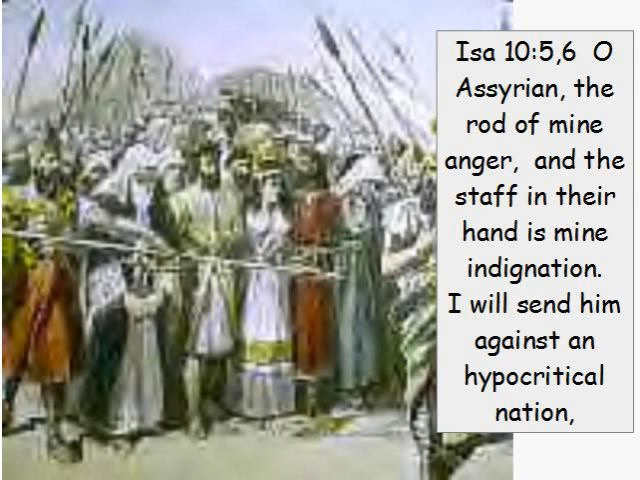 Isa 10:5,6  O
Assyrian, the
rod of mine
anger,  and the
staff in their
hand is mine
indignation.
I will send him
against an
hypocritical
nation,